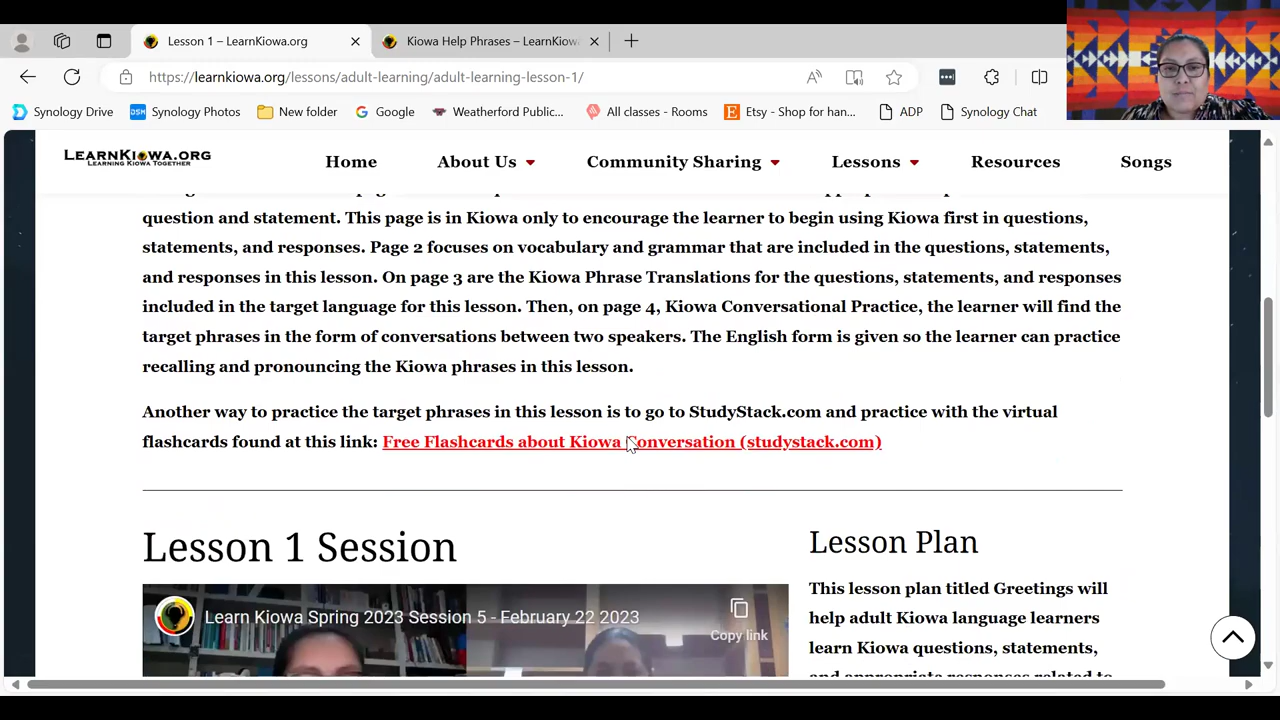 Lesson 1 – LearnKiowa.org
Kiowa Help Phrases – LearnKiow
https://learnkiowa.org/lessons/adult-learning/adult-learning-lesson-1/
Synology Drive
DSM Synology Photos
New folder
Google
Weatherford Public...
All classes - Rooms
E Etsy - Shop for han...
ADP
Synology Chat
LEARNKIOWA.ORG
LEARNING KIOWA TOGETHER
Home
About Us
Community Sharing
Lessons
Resources
Songs
question and statement. This page is in Kiowa only to encourage the learner to begin using Kiowa first in questions,
statements, and responses. Page 2 focuses on vocabulary and grammar that are included in the questions, statements,
and responses in this lesson. On page 3 are the Kiowa Phrase Translations for the questions, statements, and responses
included in the target language for this lesson. Then, on page 4, Kiowa Conversational Practice, the learner will find the
target phrases in the form of conversations between two speakers. The English form is given so the learner can practice
recalling and pronouncing the Kiowa phrases in this lesson.
Another way to practice the target phrases in this lesson is to go to StudyStack.com and practice with the virtual
flashcards found at this link: Free Flashcards about Kiowa Conversation (studystack.com)
Lesson 1 Session
Learn Kiowa Spring 2023 Session 5 - February 22 2023
Copy link
Lesson Plan
This lesson plan titled Greetings will
help adult Kiowa language learners
learn Kiowa questions, statements,
and appropriate responses related to